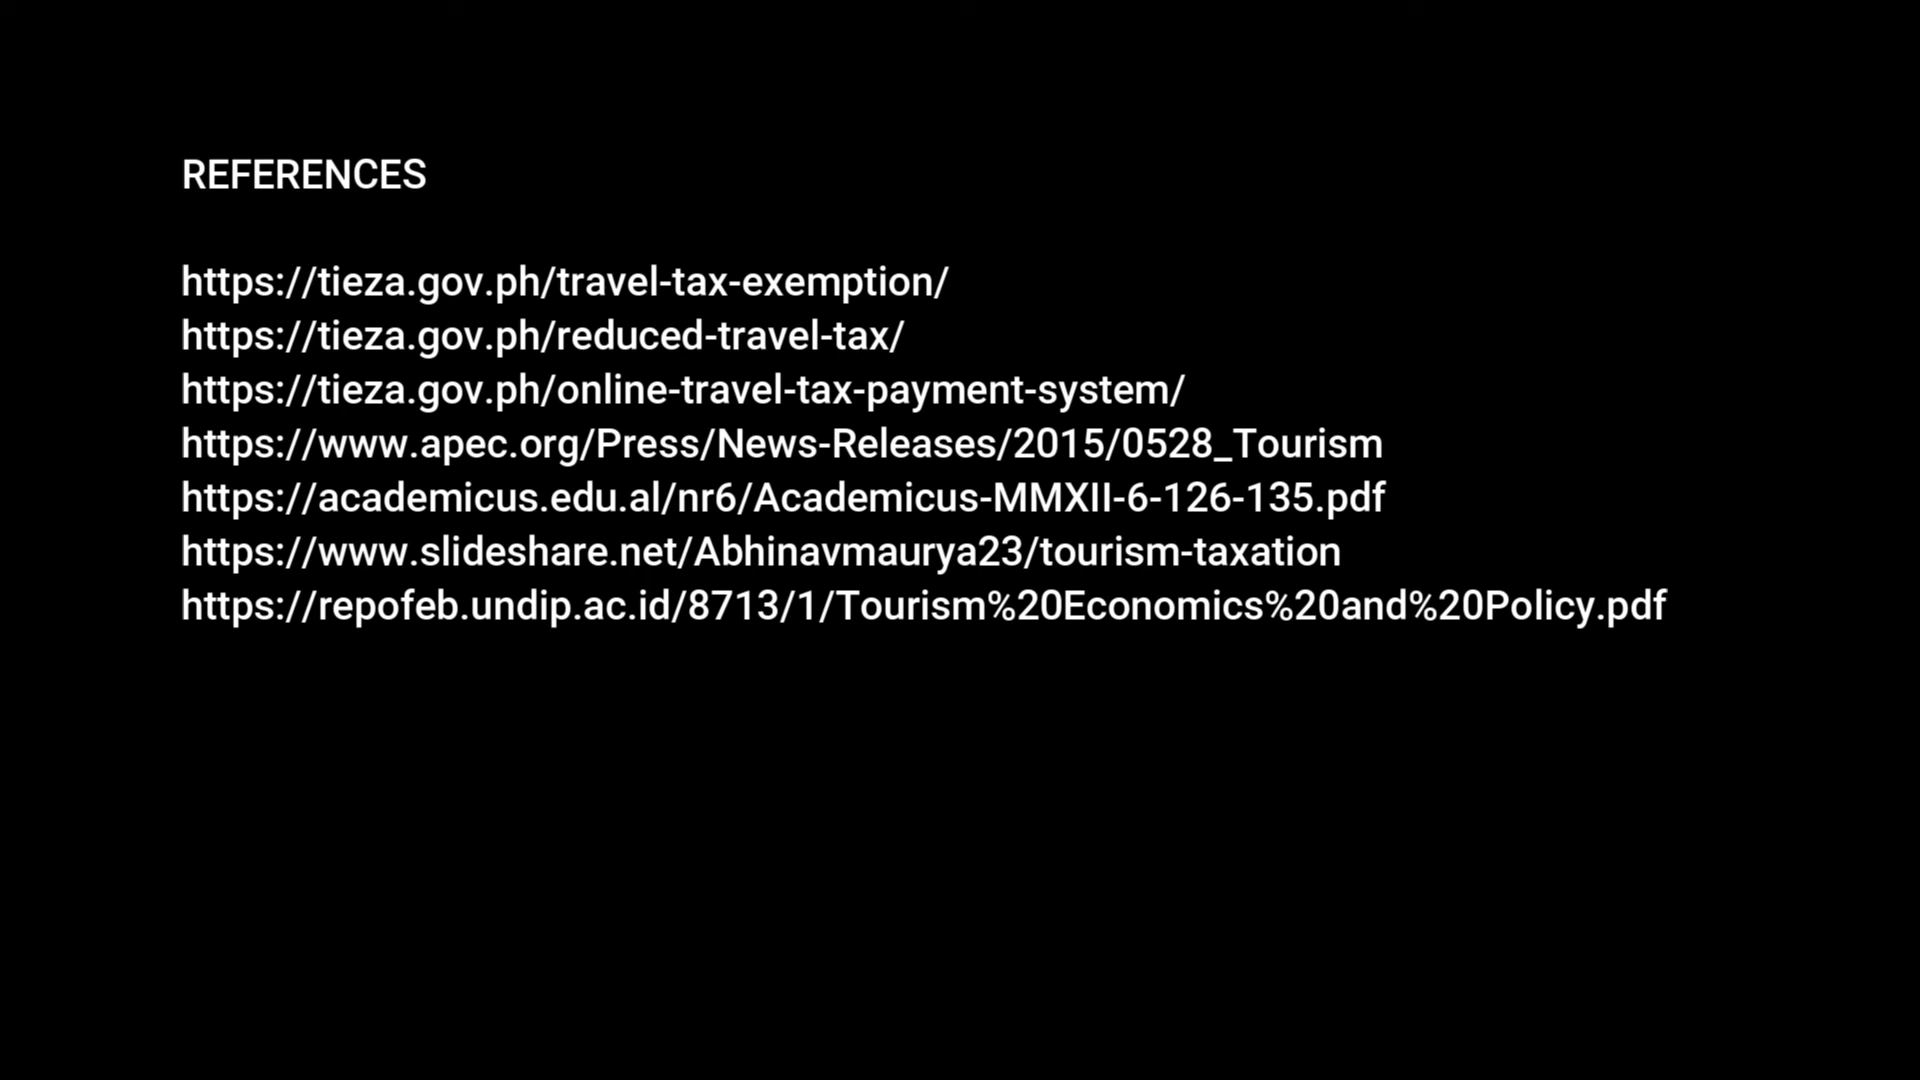 REFERENCES
https://tieza.gov.ph/travel-tax-exemption/
https://tieza.gov.ph/reduced-travel-tax/
https://tieza.gov.ph/online-travel-tax-payment-system/
https://www.apec.org/Press/News-Releases/2015/0528_Tourism
https://academicus.edu.al/nr6/Academicus-MMXII-6-126-135.pdf
https://www.slideshare.net/Abhinavmaurya23/tourism-taxation
https://repofeb.undip.ac.id/8713/1/Tourism%20Economics%20and%20Policy.pdf